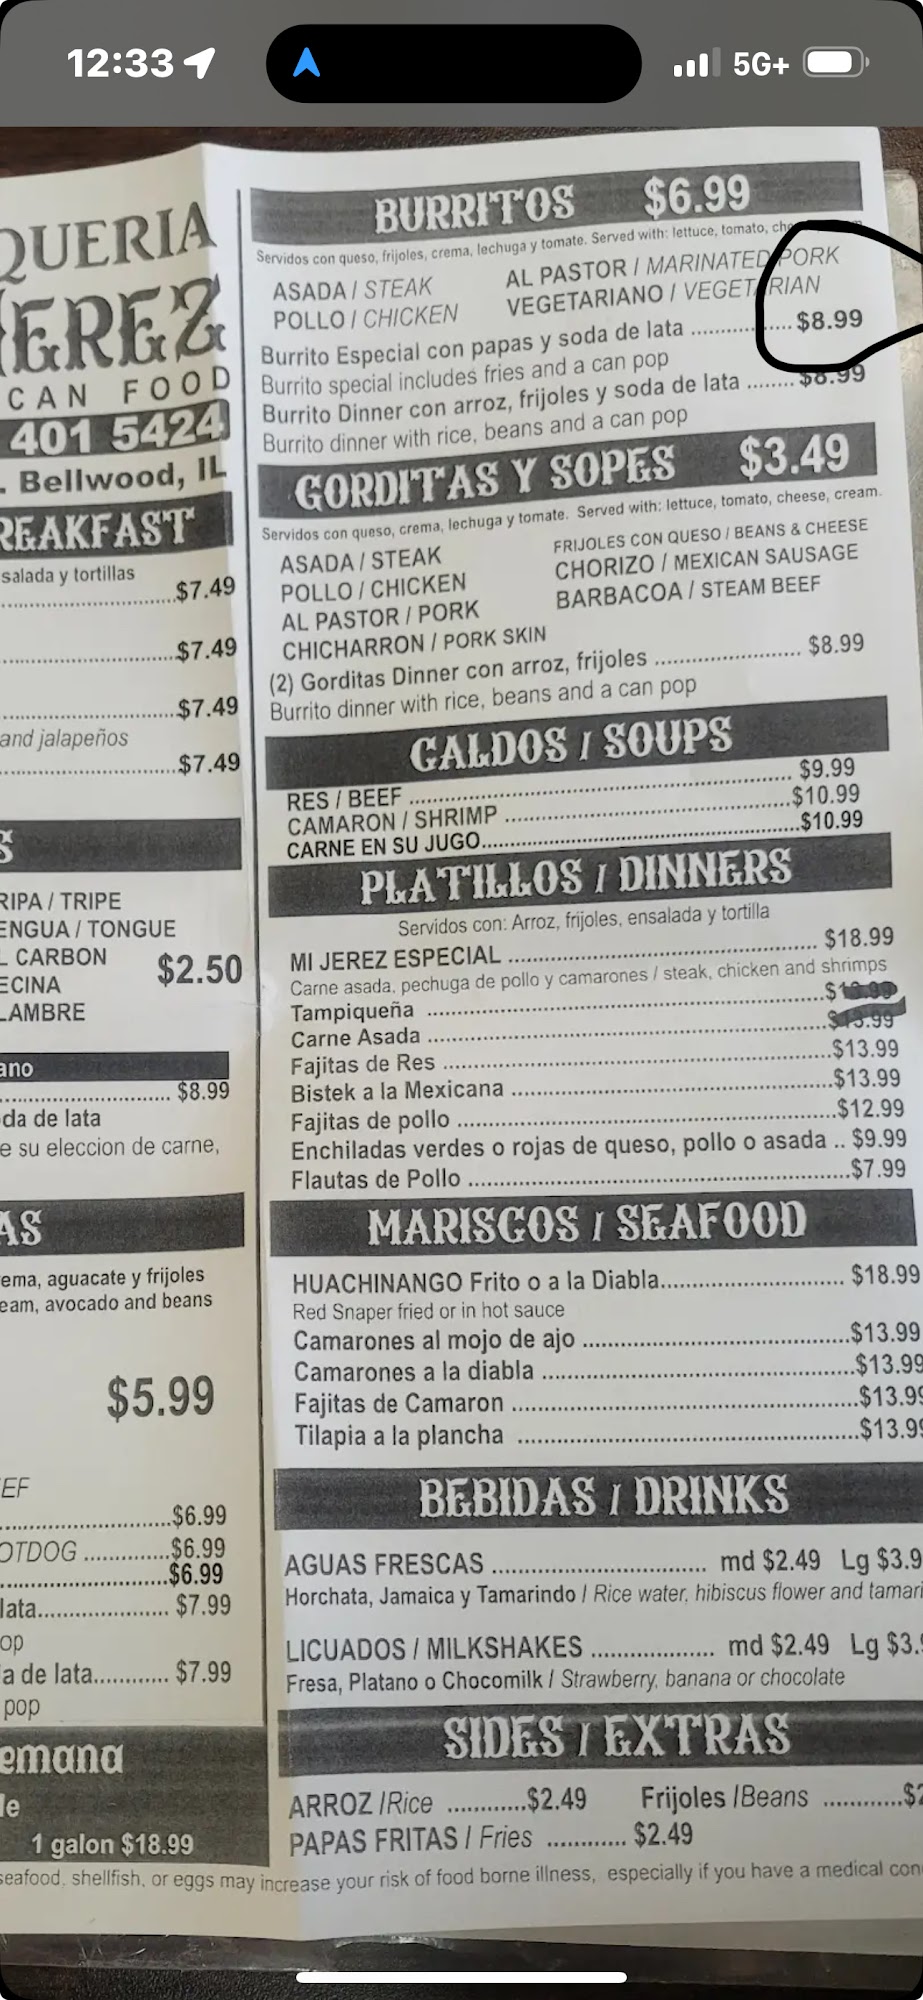 12:33
5G+
QUERIA
JEREZ
CAN FOOD
401 5424
. Bellwood, IL
REAKFAST
salada y tortillas
$7.49
$7.49
$7.49
and jalapeños
$7.49
S
RIPA / TRIPE
ENGUA / TONGUE
L CARBON
ECINA
$2.50
LAMBRE
ano
$8.99
da de lata
e su eleccion de carne,
AS
ema, aguacate y frijoles
eam, avocado and beans
$5.99
EF
$6.99
OTDOG ............. $6.99
$6.99
lata.................... $7.99
op
a de lata............ $7.99
pop
emana
le
1 galon $18.99
BURRITOS $6.99
Servidos con queso, frijoles, crema, lechuga y tomate. Served with: lettuce, tomato,
ASADA / STEAK
AL PASTOR / MARINATED PORK
POLLO / CHICKEN
VEGETARIANO / VEGETARIAN
Burrito Especial con papas y soda de lata .............. $8.99
Burrito special includes fries and a can pop
Burrito Dinner con arroz, frijoles y soda de lata ........ $8.99
Burrito dinner with rice, beans and a can pop
GORDITAS Y SOPES $3.49
Servidos con queso, crema, lechuga y tomate. Served with: lettuce, tomato, cheese, cream.
ASADA / STEAK
FRIJOLES CON QUESO / BEANS & CHEESE
POLLO / CHICKEN
CHORIZO / MEXICAN SAUSAGE
AL PASTOR / PORK
BARBACOA / STEAM BEEF
CHICHARRON / PORK SKIN
(2) Gorditas Dinner con arroz, frijoles ...................... $8.99
Burrito dinner with rice, beans and a can pop
CALDOS / SOUPS
RES / BEEF ........................................ $9.99
CAMARON / SHRIMP .............................. $10.99
CARNE EN SU JUGO................................ $10.99
PLATILLOS / DINNERS
Servidos con: Arroz, frijoles, ensalada y tortilla
MI JEREZ ESPECIAL ................................ $18.99
Carne asada, pechuga de pollo y camarones / steak, chicken and shrimps
Tampiqueña ........................................
Carne Asada ........................................ $13.99
Fajitas de Res ........................................ $13.99
Bistek a la Mexicana ................................ $13.99
Fajitas de pollo ........................................ $12.99
Enchiladas verdes o rojas de queso, pollo o asada .. $9.99
Flautas de Pollo ........................................ $7.99
MARISCOS / SEAFOOD
HUACHINANGO Frito o a la Diabla........................ $18.99
Red Snaper fried or in hot sauce
Camarones al mojo de ajo ................................ $13.99
Camarones a la diabla ................................ $13.99
Fajitas de Camaron ................................ $13.99
Tilapia a la plancha ................................ $13.99
BEBIDAS / DRINKS
AGUAS FRESCAS ................................ md $2.49 Lg $3.9
Horchata, Jamaica y Tamarindo / Rice water, hibiscus flower and tamari
LICUADOS / MILKSHAKES .................... md $2.49 Lg $3.9
Fresa, Platano o Chocomilk / Strawberry, banana or chocolate
SIDES / EXTRAS
ARROZ /Rice ............$2.49 Frijoles /Beans ............$2
PAPAS FRITAS / Fries ............ $2.49
seafood, shellfish, or eggs may increase your risk of food borne illness, especially if you have a medical con